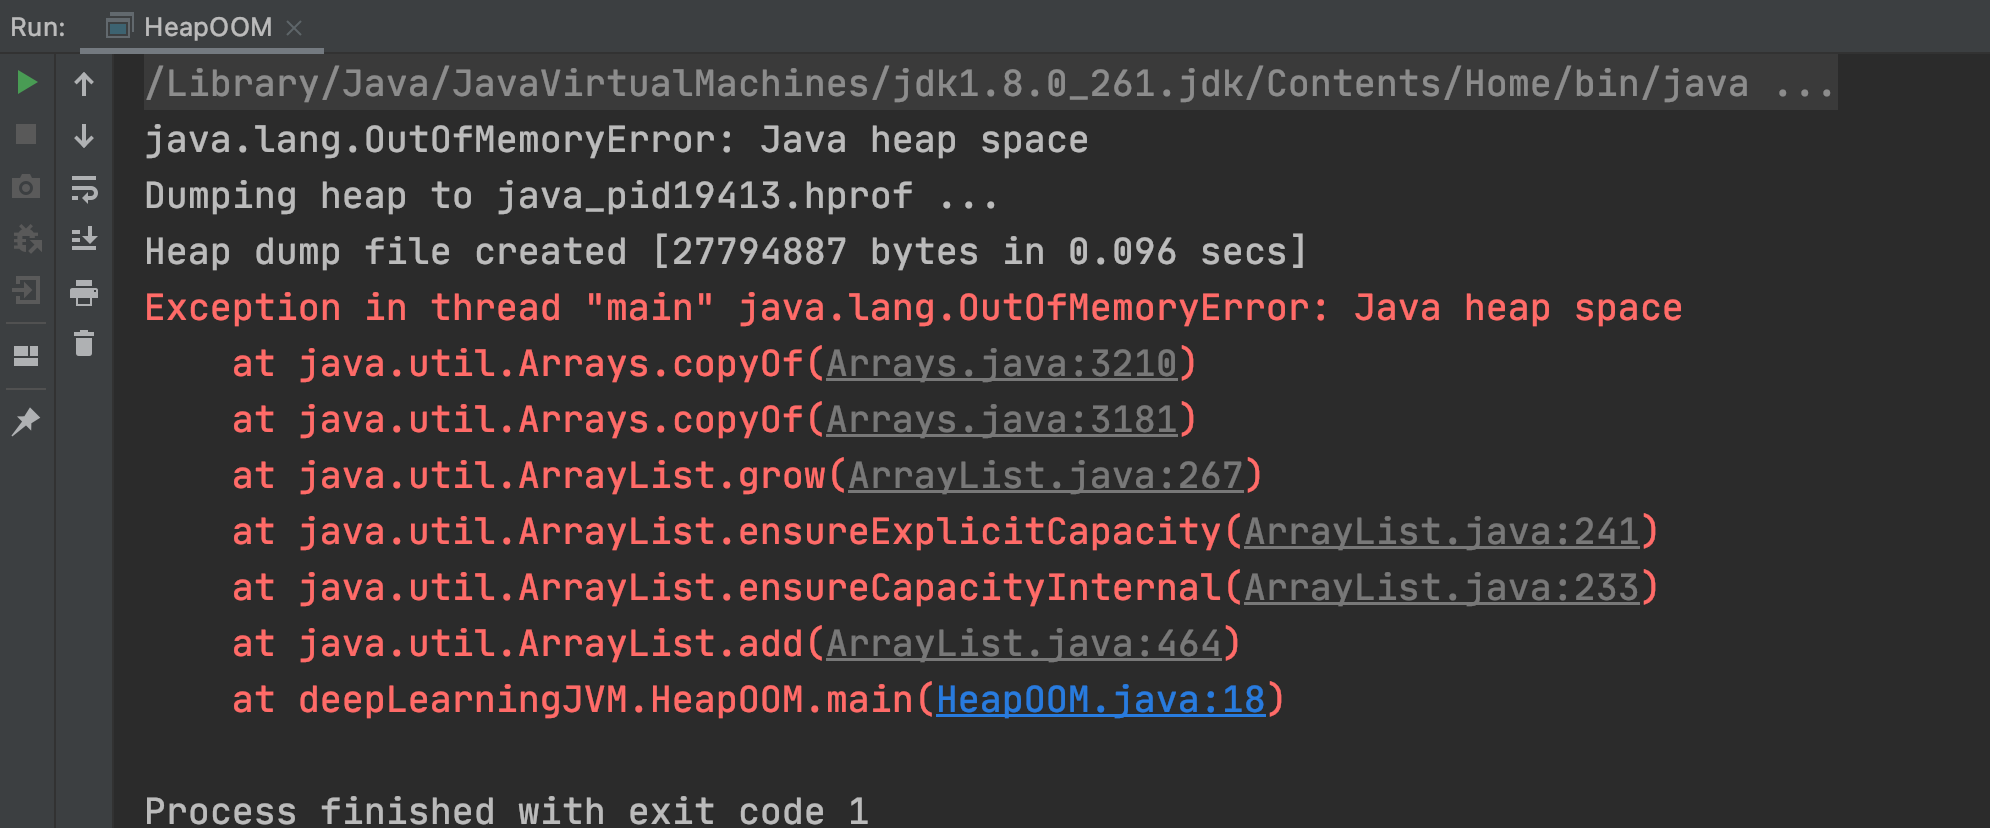 Run: HeapOOM
/Library/Java/JavaVirtualMachines/jdk1.8.0_261.jdk/Contents/Home/bin/java ...
java.lang.OutOfMemoryError: Java heap space
Dumping heap to java_pid19413.hprof ...
Heap dump file created [27794887 bytes in 0.096 secs]
Exception in thread "main" java.lang.OutOfMemoryError: Java heap space
    at java.util.Arrays.copyOf(Arrays.java:3210)
    at java.util.Arrays.copyOf(Arrays.java:3181)
    at java.util.ArrayList.grow(ArrayList.java:267)
    at java.util.ArrayList.ensureExplicitCapacity(ArrayList.java:241)
    at java.util.ArrayList.ensureCapacityInternal(ArrayList.java:233)
    at java.util.ArrayList.add(ArrayList.java:464)
    at deepLearningJVM.HeapOOM.main(HeapOOM.java:18)
Process finished with exit code 1